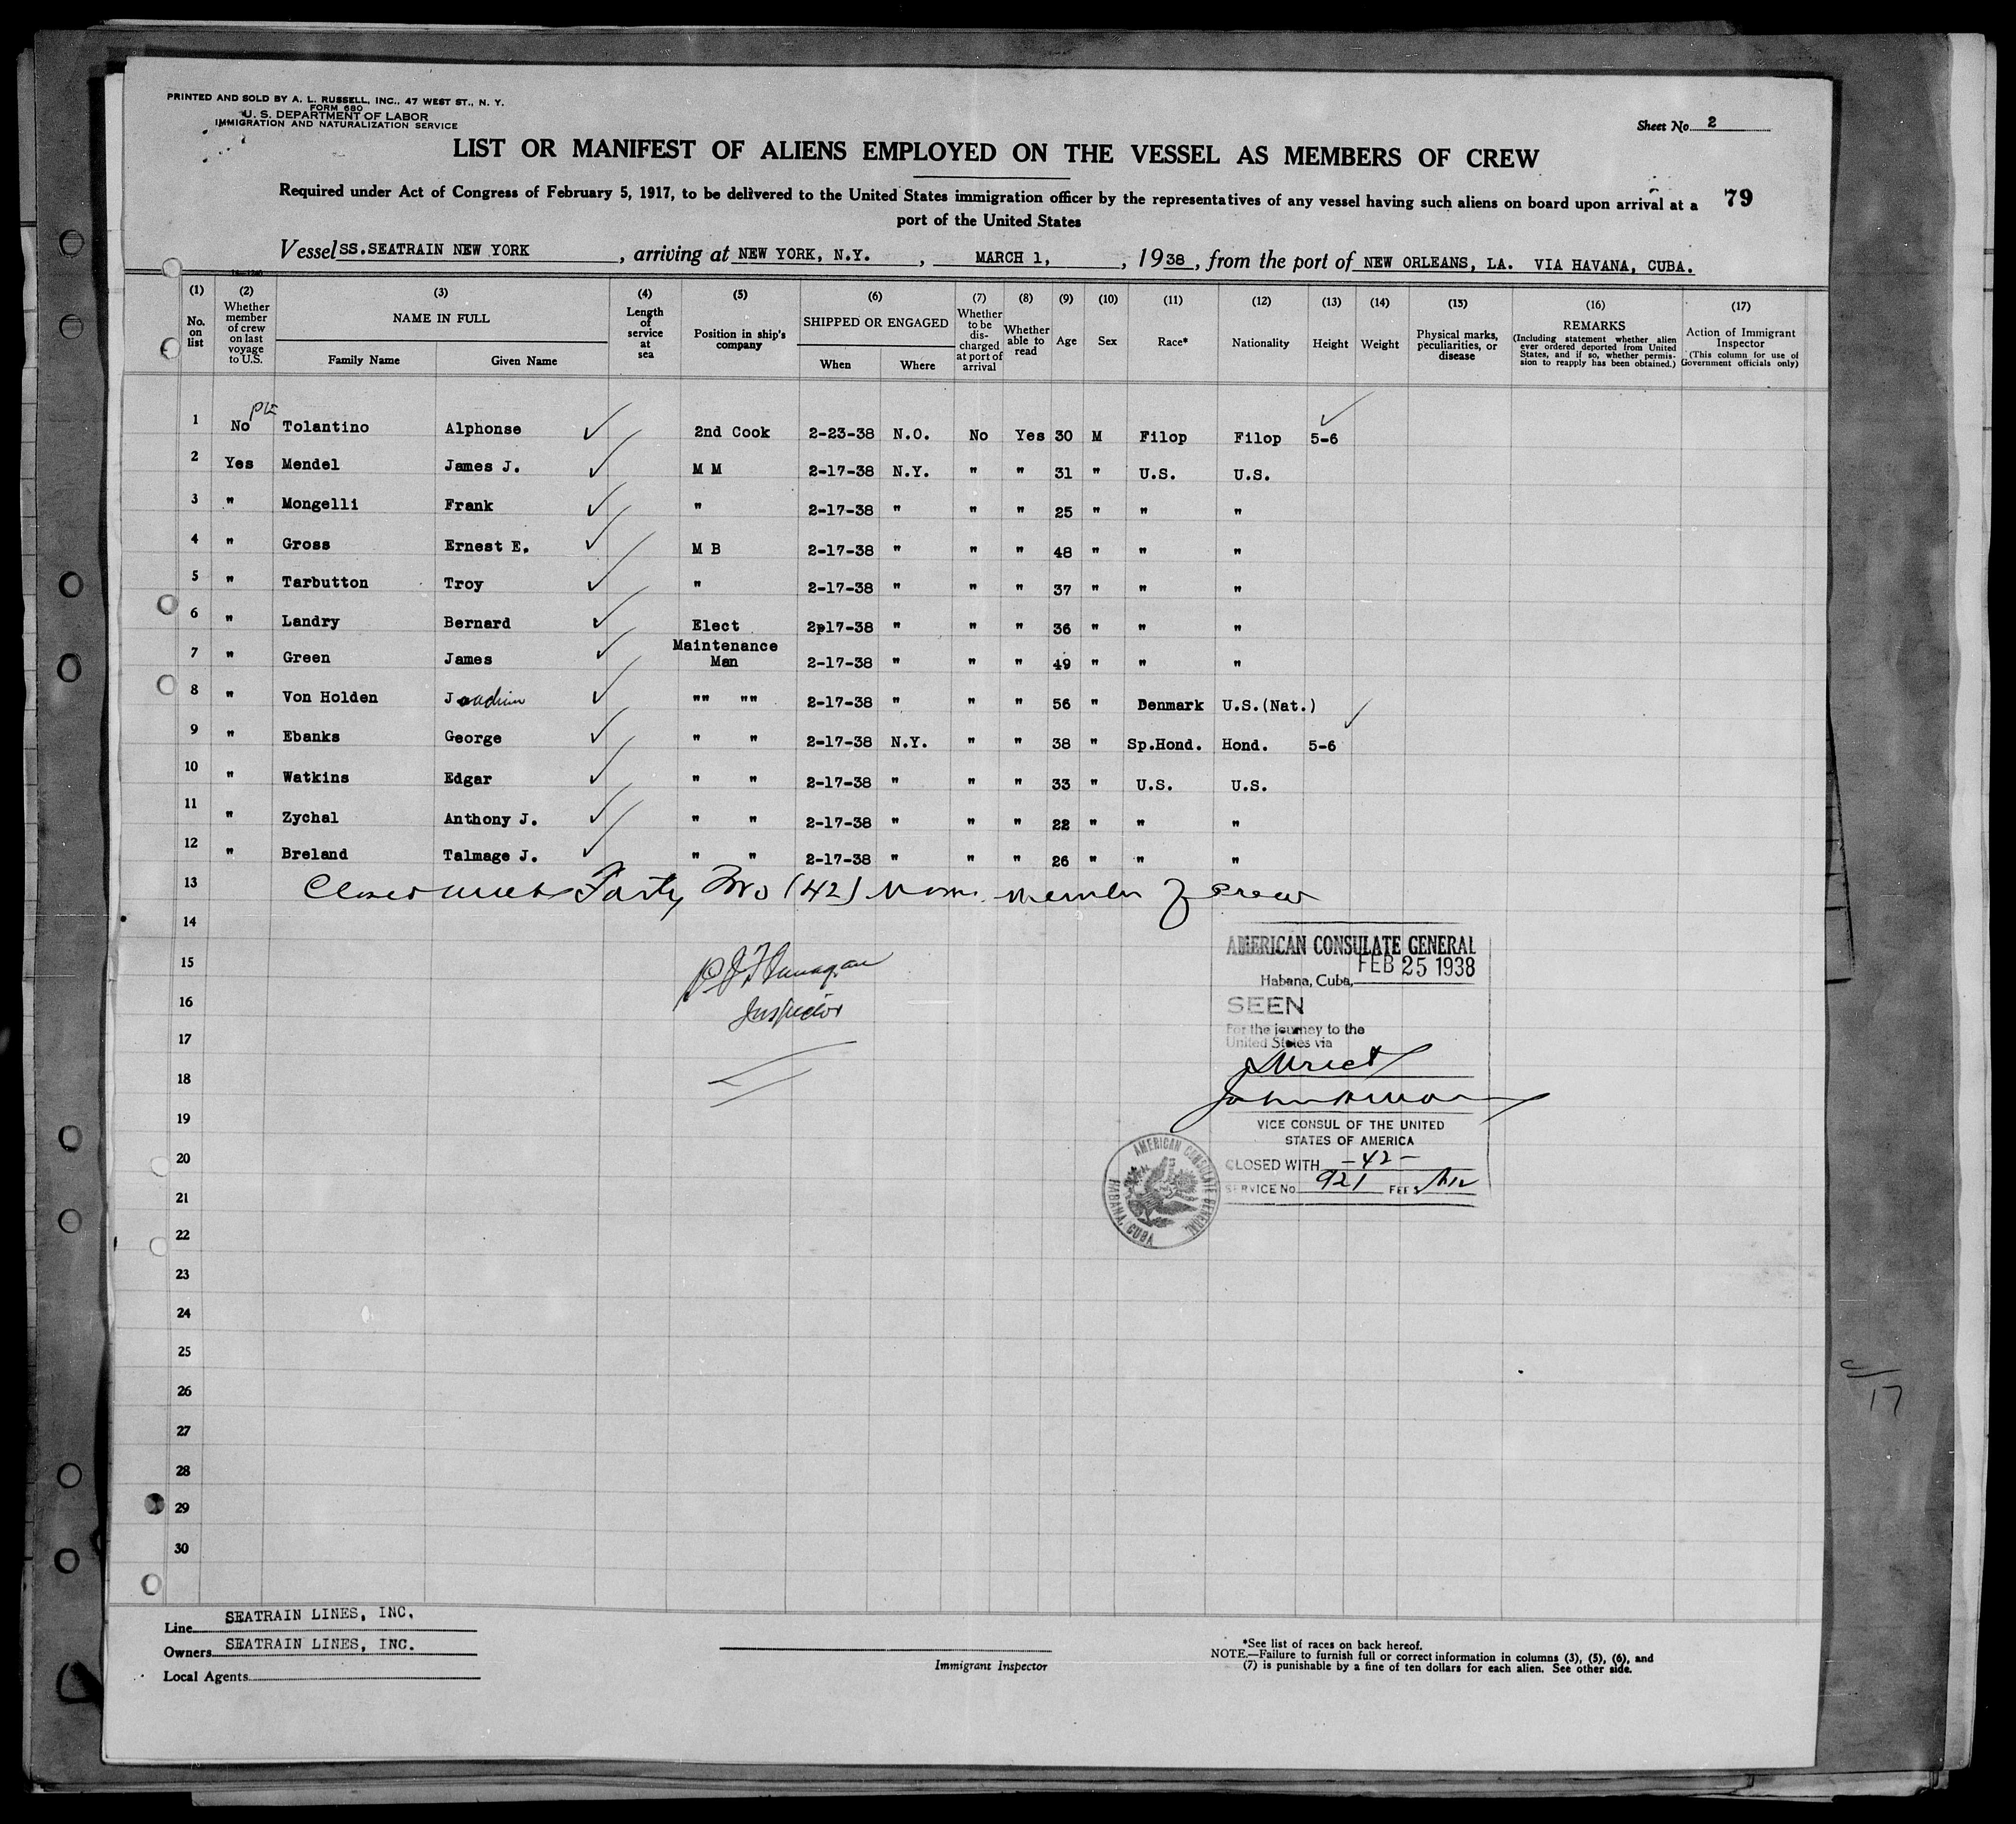 PRINTED AND SOLD BY A. L. RUSSELL, INC., 47 WEST ST., N. Y.
FORM 680
U. S. DEPARTMENT OF LABOR
IMMIGRATION AND NATURALIZATION SERVICE
Sheet No. 2
LIST OR MANIFEST OF ALIENS EMPLOYED ON THE VESSEL AS MEMBERS OF CREW
Required under Act of Congress of February 5, 1917, to be delivered to the United States immigration officer by the representatives of any vessel having such aliens on board upon arrival at a
port of the United States
79
Vessel SS.SEATRAIN NEW YORK, arriving at NEW YORK, N.Y., MARCH 1, , 1938, from the port of NEW ORLEANS, LA. VIA HAVANA, CUBA.
(1) No. on list
(2) Whether member of crew on last voyage to U.S.
(3) NAME IN FULL
Family Name Given Name
(4) Length of service at sea
(5) Position in ship's company
(6) SHIPPED OR ENGAGED
When Where
(7) Whether to be discharged at port of arrival
(8) Whether able to read
(9) Age
(10) Sex
(11) Race*
(12) Nationality
(13) Height
(14) Weight
(15) Physical marks, peculiarities, or disease
(16) REMARKS (Including statement whether alien ever ordered deported from United States, and if so, whether permission to reapply has been obtained.)
(17) Action of Immigrant Inspector (This column for use of Government officials only)
1 No Tolantino Alphonse ✓ 2nd Cook 2-23-38 N.O. No Yes 30 M Filop Filop 5-6 ✓
2 Yes Mendel James J. ✓ M M 2-17-38 N.Y. " " 31 " U.S. U.S.
3 " Mongelli Frank ✓ " 2-17-38 " " " 25 " " "
4 " Gross Ernest E. ✓ M B 2-17-38 " " " 48 " " "
5 " Tarbutton Troy ✓ " 2-17-38 " " " 37 " " "
6 " Landry Bernard ✓ Elect 2p17-38 " " " 36 " " "
7 " Green James ✓ Maintenance Man 2-17-38 " " " 49 " " "
8 " Von Holden Joachim ✓ "" "" 2-17-38 " " " 56 " Denmark U.S.(Nat.)
9 " Ebanks George ✓ " " 2-17-38 N.Y. " " 38 " Sp.Hond. Hond. 5-6 ✓
10 " Watkins Edgar ✓ " " 2-17-38 " " " 33 " U.S. U.S.
11 " Zychal Anthony J. ✓ " " 2-17-38 " " " 22 " " "
12 " Breland Talmage J. ✓ " " 2-17-38 " " " 26 " " "
13 Closed with Forty Two (42) member of crew
14
15
16
17
18
19
20
21
22
23
24
25
26
27
28
29
30
Inspector
AMERICAN CONSULATE GENERAL
FEB 25 1938
Habana, Cuba,
SEEN
For the journey to the
United States via
Direct
VICE CONSUL OF THE UNITED
STATES OF AMERICA
CLOSED WITH -42-
SERVICE No. 921 FEE $
AMERICAN CONSULATE GENERAL HABANA, CUBA
17
Line SEATRAIN LINES, INC.
Owners SEATRAIN LINES, INC.
Local Agents
Immigrant Inspector
*See list of races on back hereof.
NOTE.—Failure to furnish full or correct information in columns (3), (5), (6), and
(7) is punishable by a fine of ten dollars for each alien. See other side.